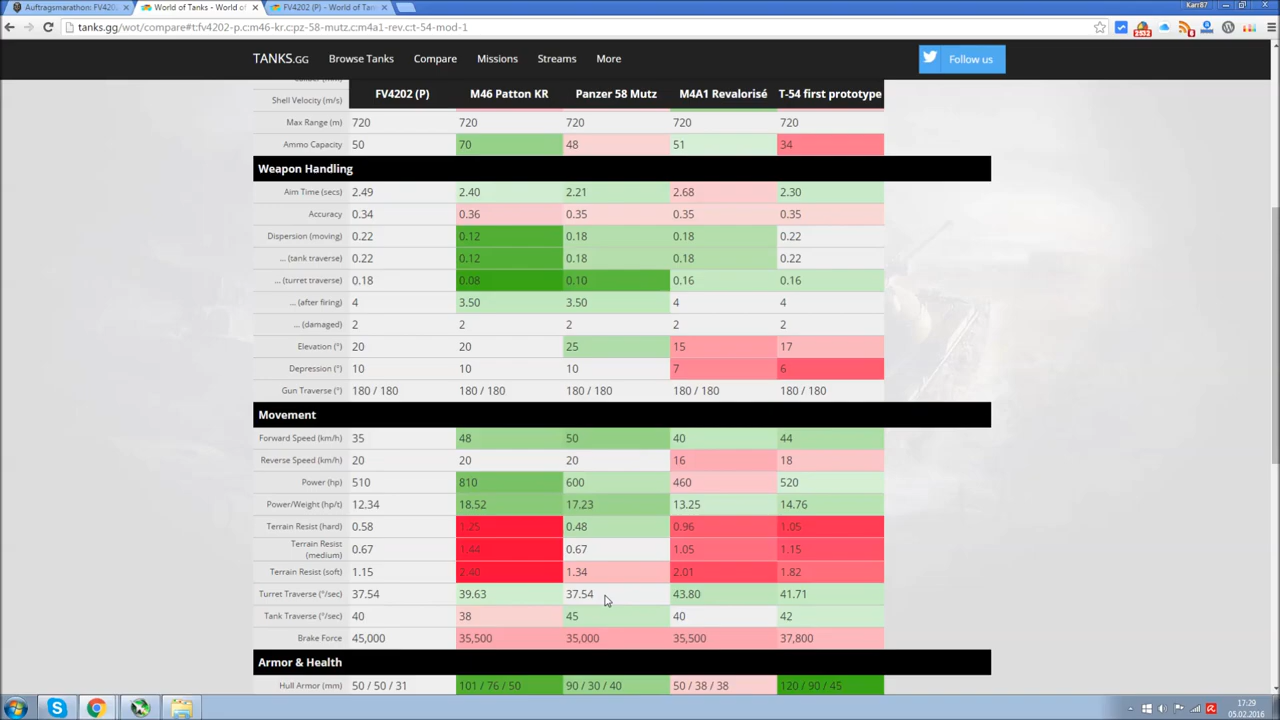 Auftragsmarathon: FV420
World of Tanks - World of
FV4202 (P) - World of Tan
Karr87
tanks.gg/wot/compare#t:fv4202-p.c:m46-kr.c:pz-58-mutz.c:m4a1-rev.c:t-54-mod-1
2532
TANKS.GG Browse Tanks Compare Missions Streams More Follow us
FV4202 (P) M46 Patton KR Panzer 58 Mutz M4A1 Revalorisé T-54 first prototype
Shell Velocity (m/s)
Max Range (m) 720 720 720 720 720
Ammo Capacity 50 70 48 51 34
Weapon Handling
Aim Time (secs) 2.49 2.40 2.21 2.68 2.30
Accuracy 0.34 0.36 0.35 0.35 0.35
Dispersion (moving) 0.22 0.12 0.18 0.18 0.22
... (tank traverse) 0.22 0.12 0.18 0.18 0.22
... (turret traverse) 0.18 0.08 0.10 0.16 0.16
... (after firing) 4 3.50 3.50 4 4
... (damaged) 2 2 2 2 2
Elevation (°) 20 20 25 15 17
Depression (°) 10 10 10 7 6
Gun Traverse (°) 180 / 180 180 / 180 180 / 180 180 / 180 180 / 180
Movement
Forward Speed (km/h) 35 48 50 40 44
Reverse Speed (km/h) 20 20 20 16 18
Power (hp) 510 810 600 460 520
Power/Weight (hp/t) 12.34 18.52 17.23 13.25 14.76
Terrain Resist (hard) 0.58 1.25 0.48 0.96 1.05
Terrain Resist (medium) 0.67 1.44 0.67 1.05 1.15
Terrain Resist (soft) 1.15 2.40 1.34 2.01 1.82
Turret Traverse (°/sec) 37.54 39.63 37.54 43.80 41.71
Tank Traverse (°/sec) 40 38 45 40 42
Brake Force 45,000 35,500 35,000 35,500 37,800
Armor & Health
Hull Armor (mm) 50 / 50 / 31 101 / 76 / 50 90 / 30 / 40 50 / 38 / 38 120 / 90 / 45
17:29
05.02.2016